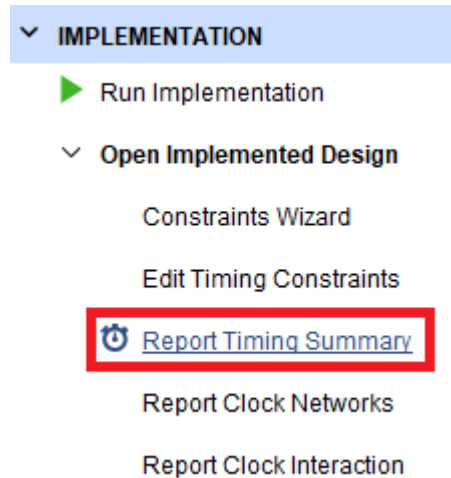 IMPLEMENTATION
Run Implementation
Open Implemented Design
Constraints Wizard
Edit Timing Constraints
Report Timing Summary
Report Clock Networks
Report Clock Interaction